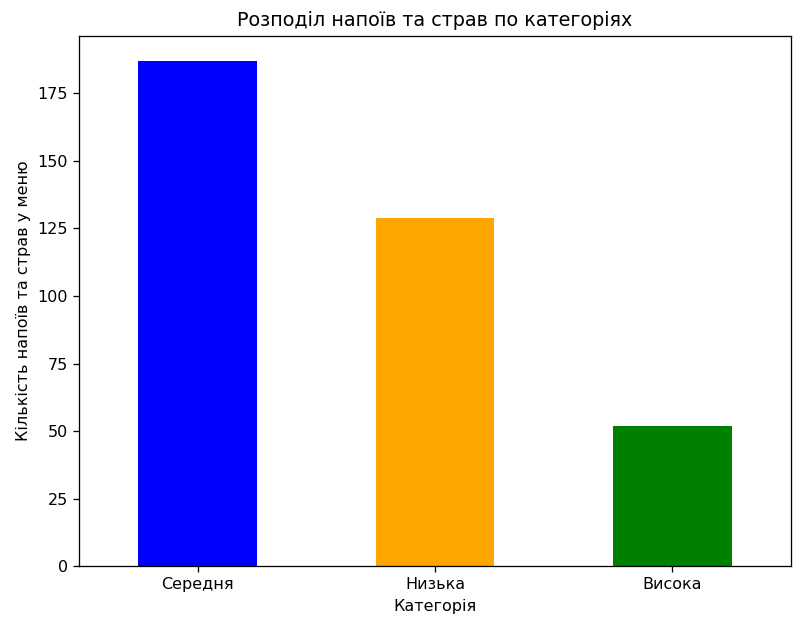 Розподіл напоїв та страв по категоріях
Кількість напоїв та страв у меню
175
150
125
100
75
50
25
0
Середня
Низька
Висока
Категорія